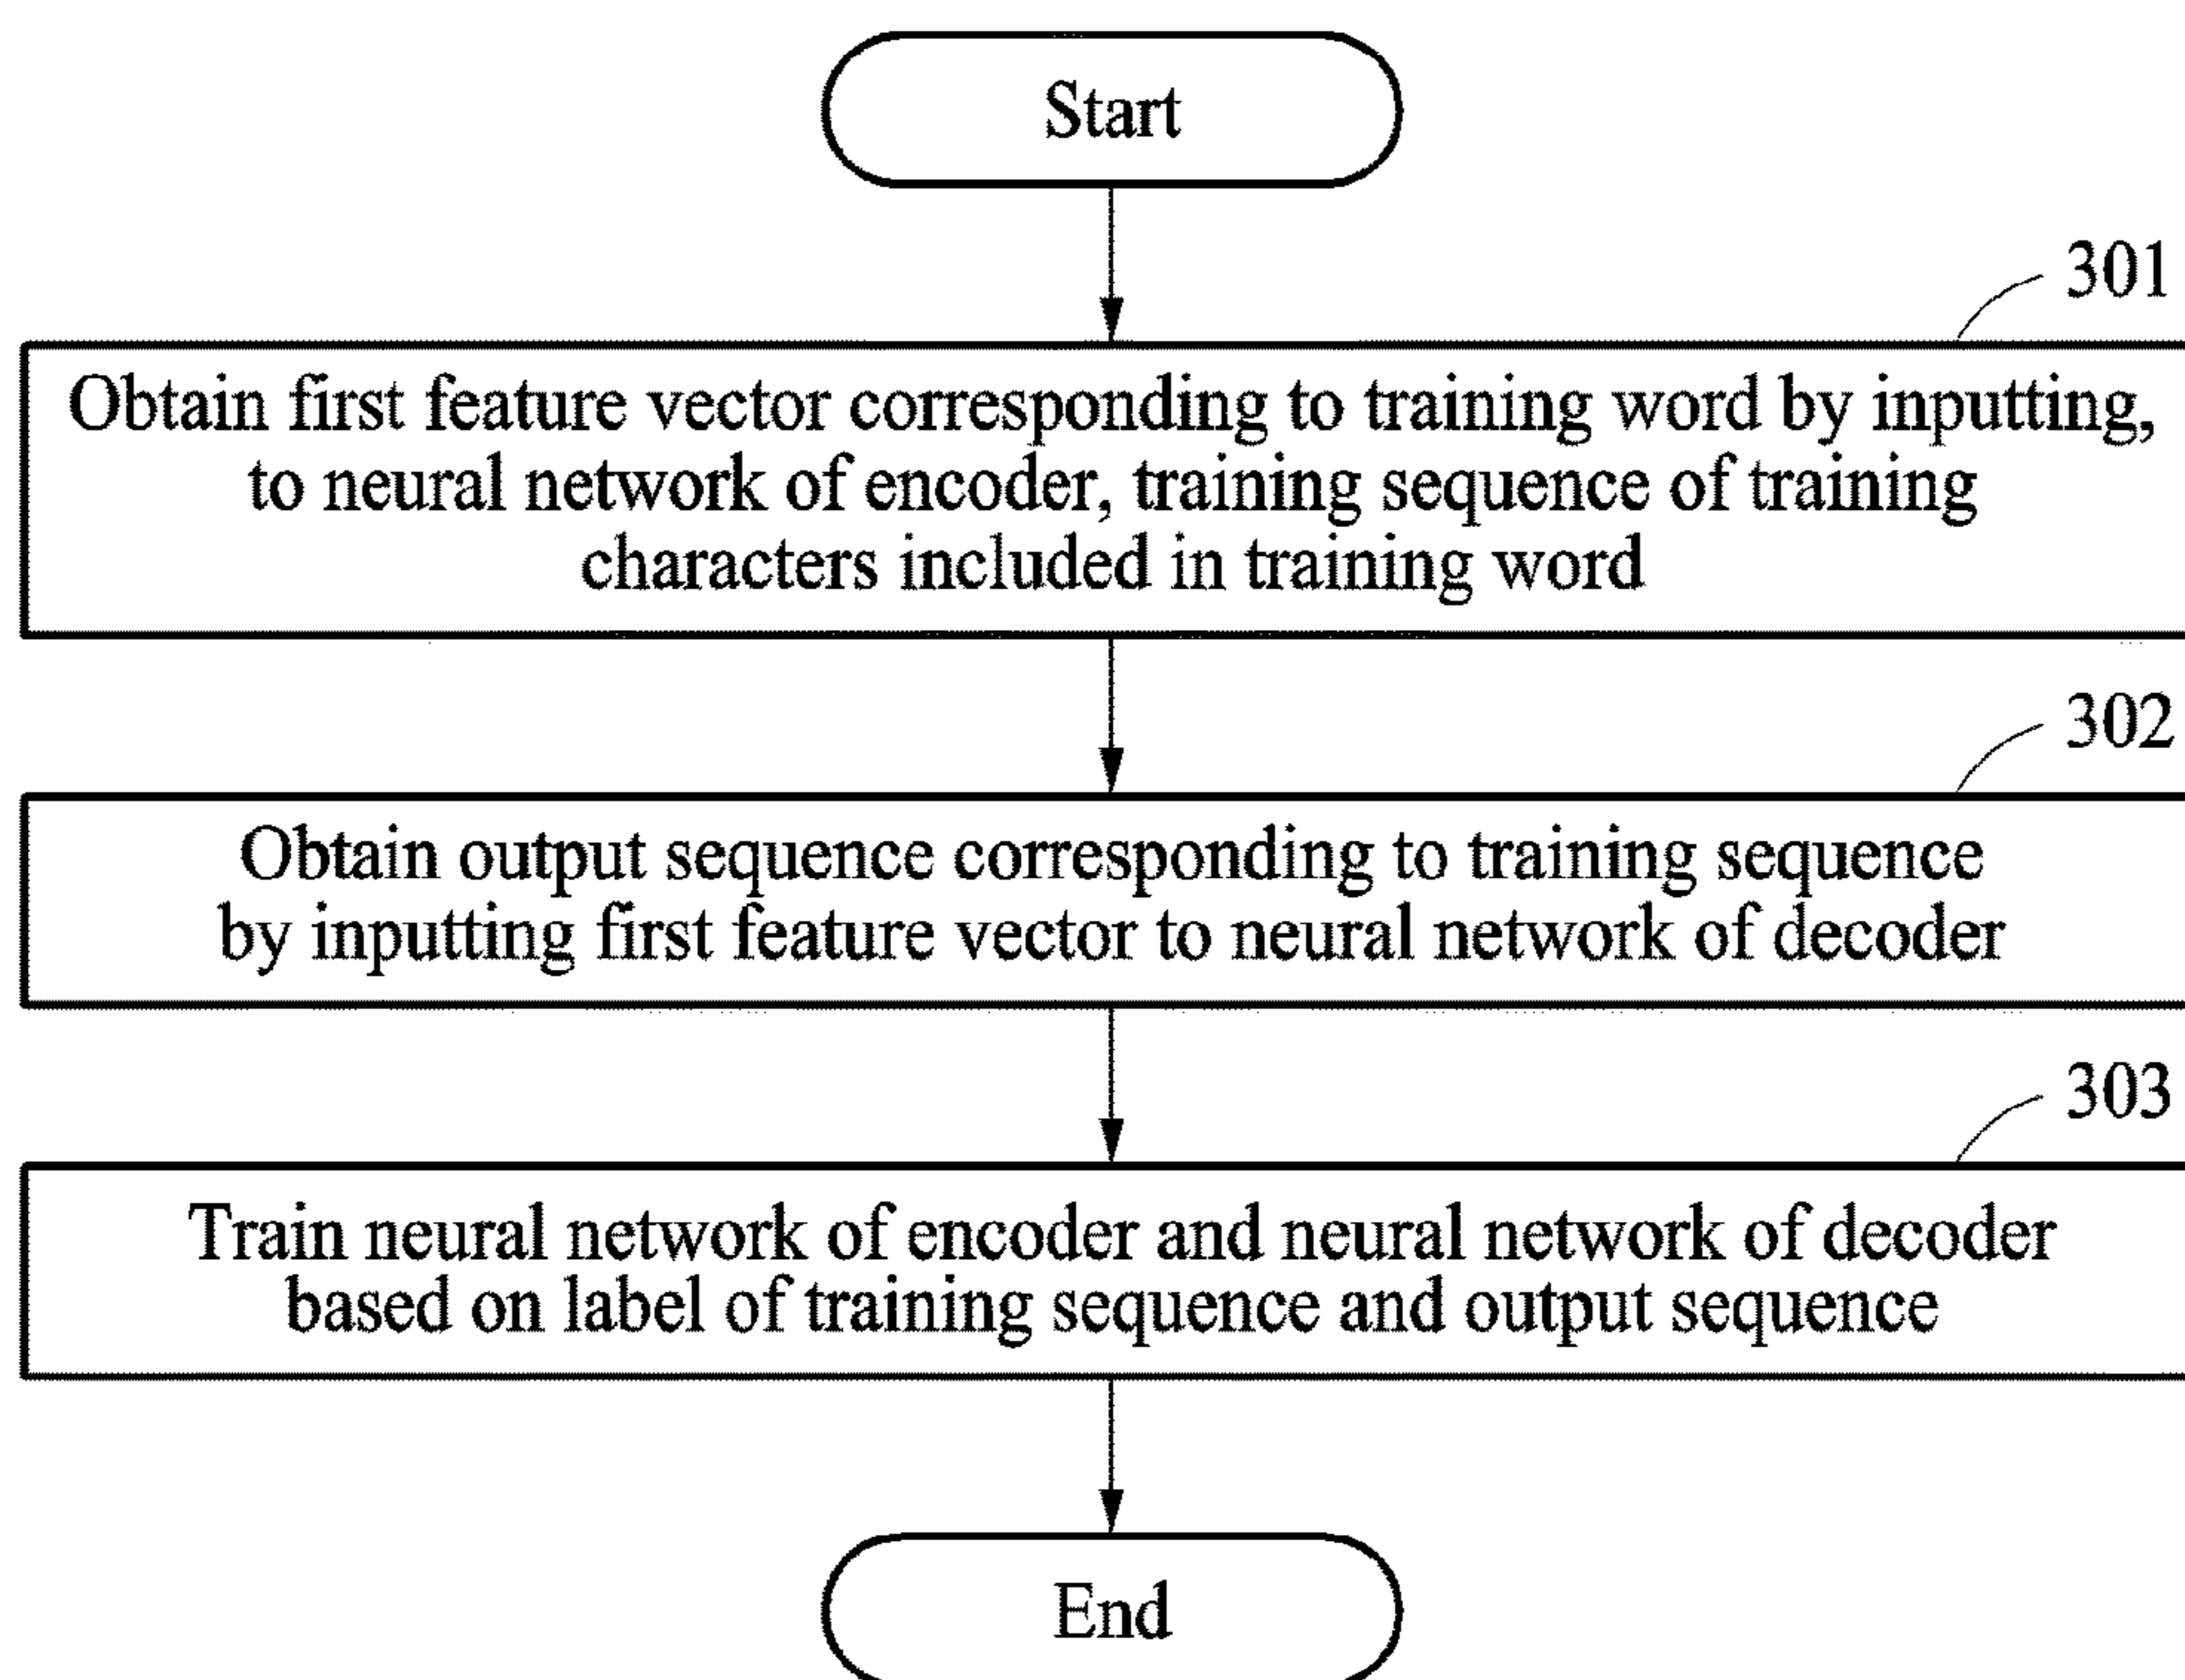 Start
301
Obtain first feature vector corresponding to training word by inputting,
to neural network of encoder, training sequence of training
characters included in training word
302
Obtain output sequence corresponding to training sequence
by inputting first feature vector to neural network of decoder
303
Train neural network of encoder and neural network of decoder
based on label of training sequence and output sequence
End